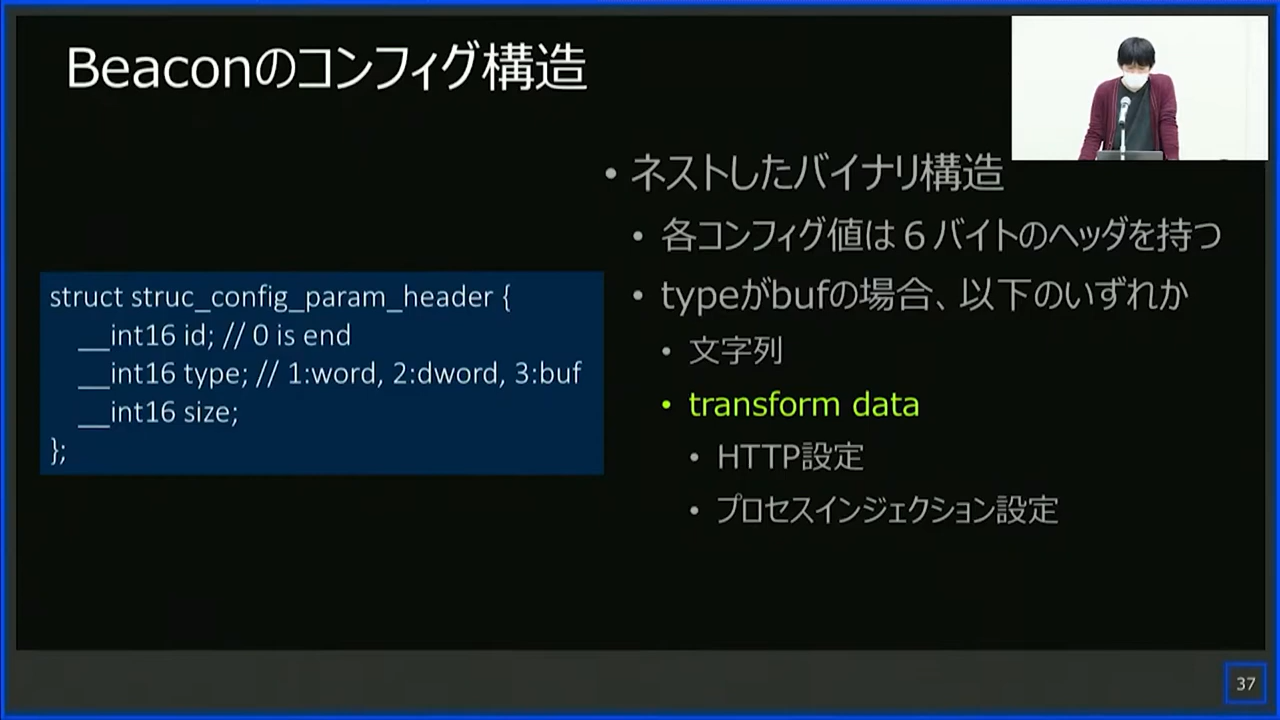 Beaconのコンフィグ構造
struct struc_config_param_header {
__int16 id; // 0 is end
__int16 type; // 1:word, 2:dword, 3:buf
__int16 size;
};
• ネストしたバイナリ構造
• 各コンフィグ値は６バイトのヘッダを持つ
• typeがbufの場合、以下のいずれか
• 文字列
• transform data
• HTTP設定
• プロセスインジェクション設定
37